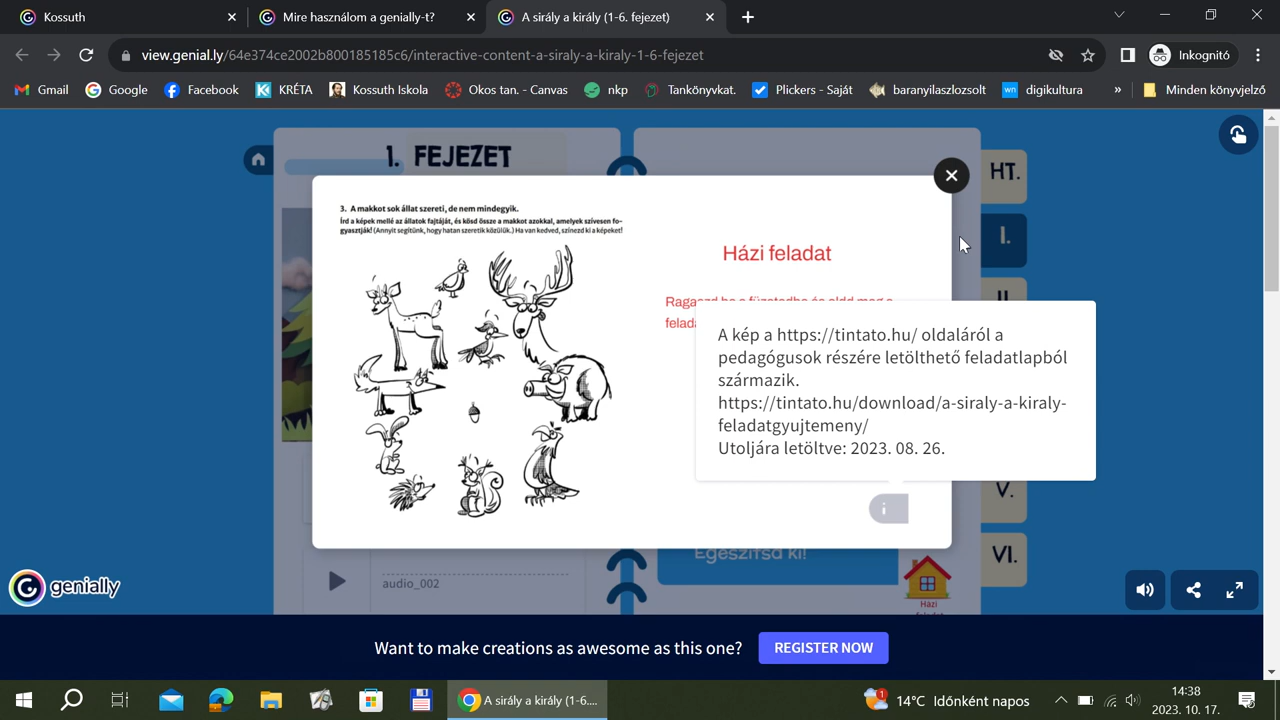 Kossuth
Mire használom a genially-t?
A sirály a király (1-6. fejezet)
view.genial.ly/64e374ce2002b800185185c6/interactive-content-a-siraly-a-kiraly-1-6-fejezet
Inkognitó
Gmail
Google
Facebook
KRÉTA
Kossuth Iskola
Okos tan. - Canvas
nkp
Tankönyvkat.
Plickers - Saját
baranyilaszlozsolt
wn digikultura
»
Minden könyvjelző
1. FEJEZET
HT.
I.
II.
V.
VI.
3. A makkot sok állat szereti, de nem mindegyik.
Írd a képek mellé az állatok fajtáját, és kösd össze a makkot azokkal, amelyek szívesen fo-
gyasztják! (Annyit segítünk, hogy hatan szeretik közülük.) Ha van kedved, színezd ki a képeket!
Házi feladat
A kép a https://tintato.hu/ oldaláról a
pedagógusok részére letölthető feladatlapból
származik.
https://tintato.hu/download/a-siraly-a-kiraly-
feladatgyujtemeny/
Utoljára letöltve: 2023. 08. 26.
i
Egészítsd ki!
audio_002
Házi
genially
Want to make creations as awesome as this one?
REGISTER NOW
A sirály a király (1-6....
1
14°C Időnként napos
14:38
2023. 10. 17.